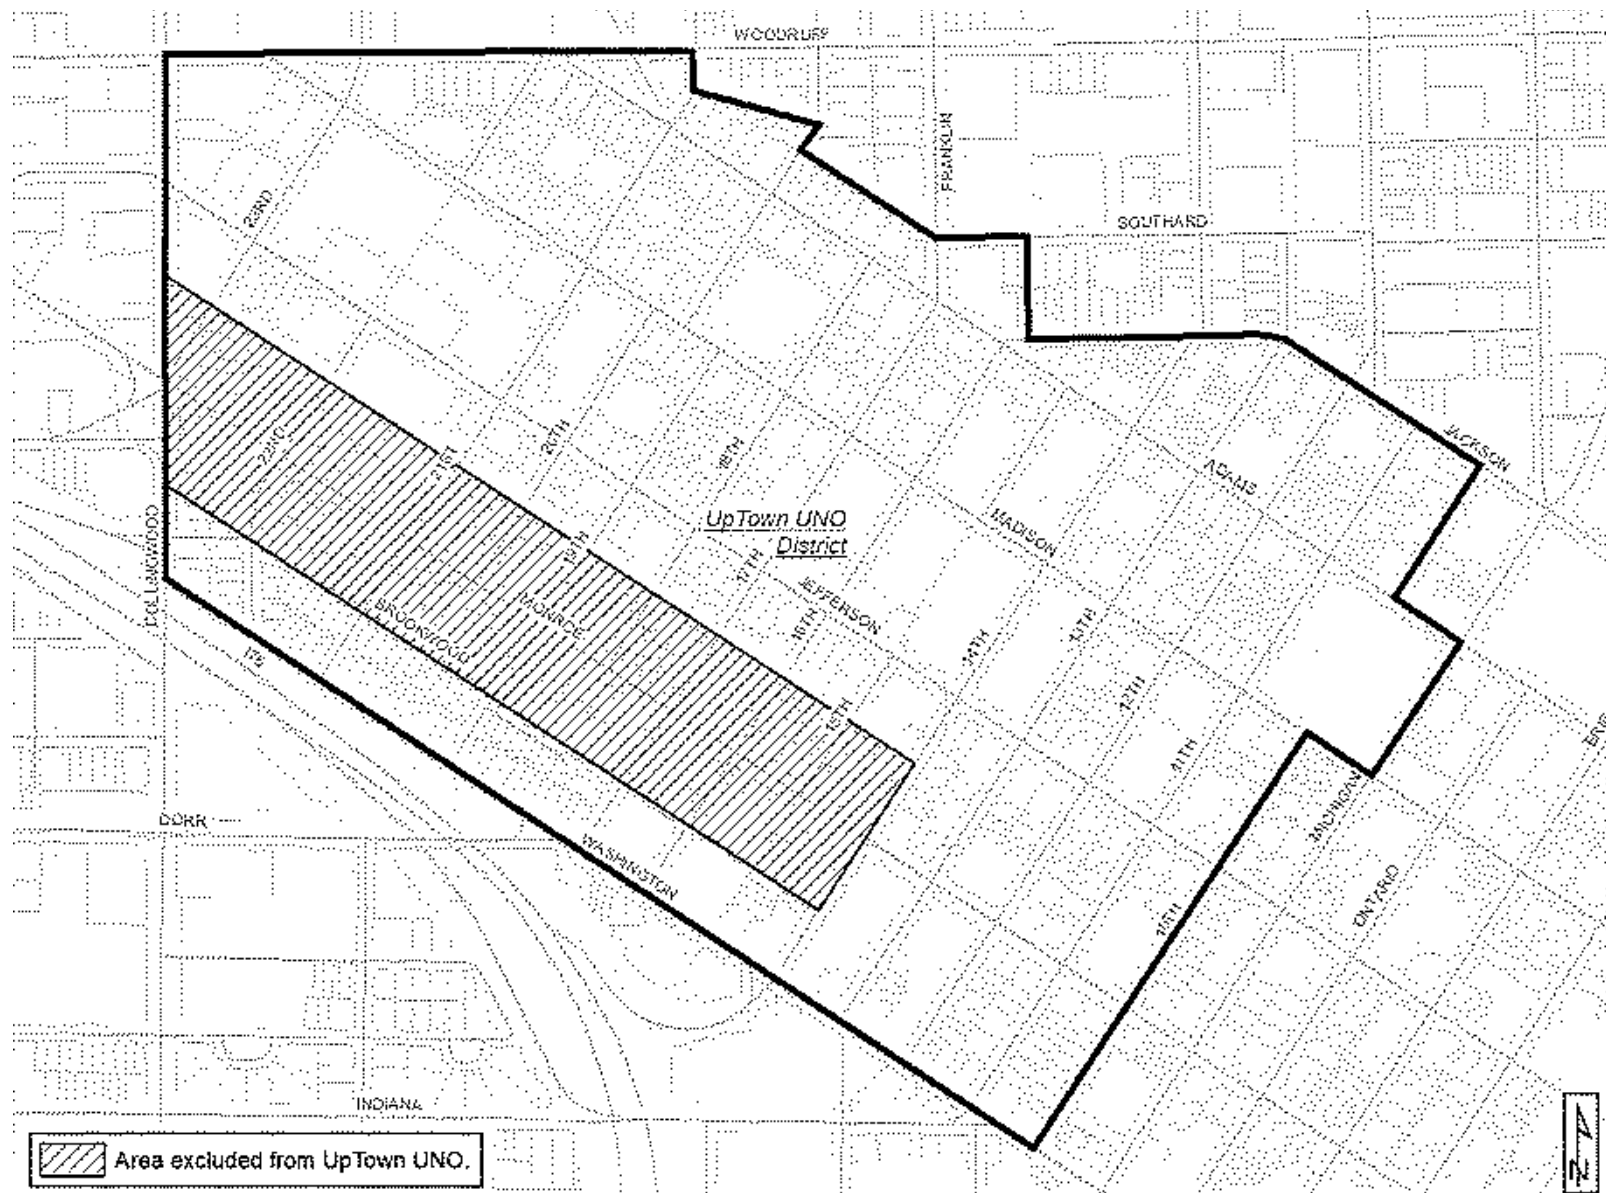 WOODRUFF
FRANKLIN
SOUTHARD
23RD
JACKSON
22ND
21ST
20TH
18TH
ADAMS
UpTown UNO
District
MADISON
19TH
17TH
JEFFERSON
COLLINGWOOD
BROOKWOOD
MONROE
16TH
14TH
13TH
I75
12TH
15TH
11TH
MICHIGAN
DORR
WASHINGTON
ONTARIO
10TH
INDIANA
Area excluded from UpTown UNO.
N